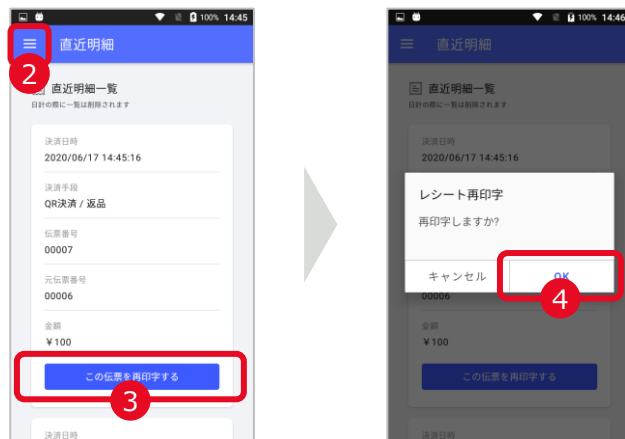 100% 14:45
直近明細
2
直近明細一覧
日計の際に一覧は削除されます
決済日時
2020/06/17 14:45:16
決済手段
QR決済 / 返品
伝票番号
00007
元伝票番号
00006
金額
¥100
この伝票を再印字する
3
決済日時
100% 14:46
直近明細
直近明細一覧
日計の際に一覧は削除されます
決済日時
2020/06/17 14:45:16
レシート再印字
再印字しますか?
キャンセル
OK
4
00006
金額
¥100
この伝票を再印字する
決済日時